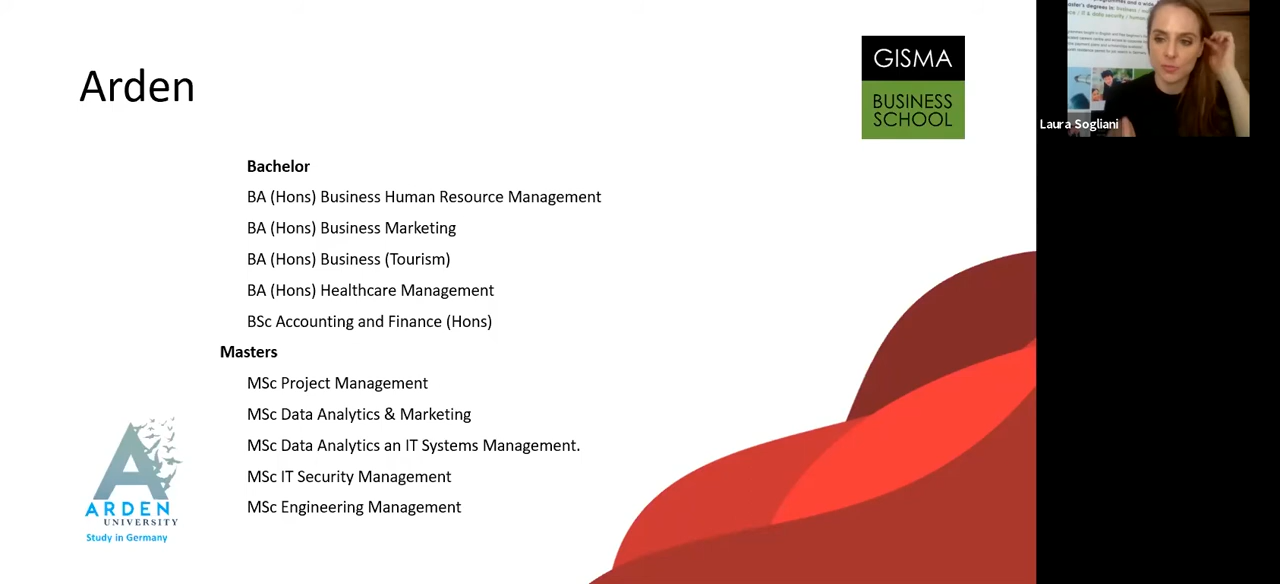 Arden
GISMA
BUSINESS
SCHOOL
Bachelor
BA (Hons) Business Human Resource Management
BA (Hons) Business Marketing
BA (Hons) Business (Tourism)
BA (Hons) Healthcare Management
BSc Accounting and Finance (Hons)
Masters
MSc Project Management
MSc Data Analytics & Marketing
MSc Data Analytics an IT Systems Management.
MSc IT Security Management
MSc Engineering Management
A
ARDEN
UNIVERSITY
Study in Germany
Laura Sogliani